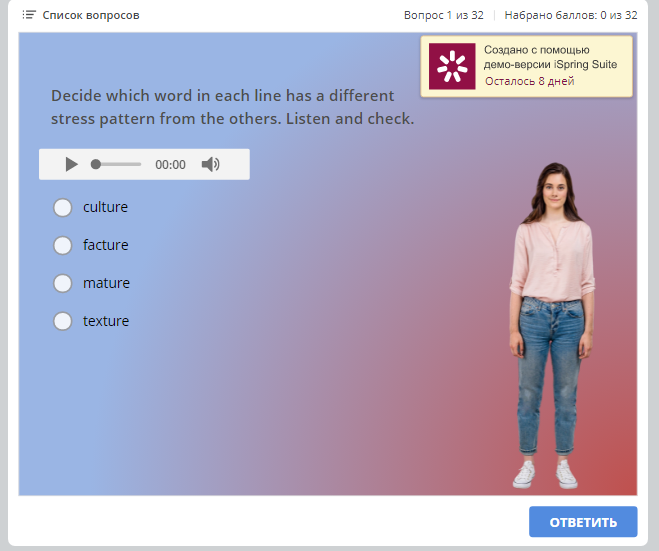 Список вопросов
Вопрос 1 из 32 | Набрано баллов: 0 из 32
Создано с помощью
демо-версии iSpring Suite
Осталось 8 дней
Decide which word in each line has a different
stress pattern from the others. Listen and check.
00:00
culture
facture
mature
texture
ОТВЕТИТЬ